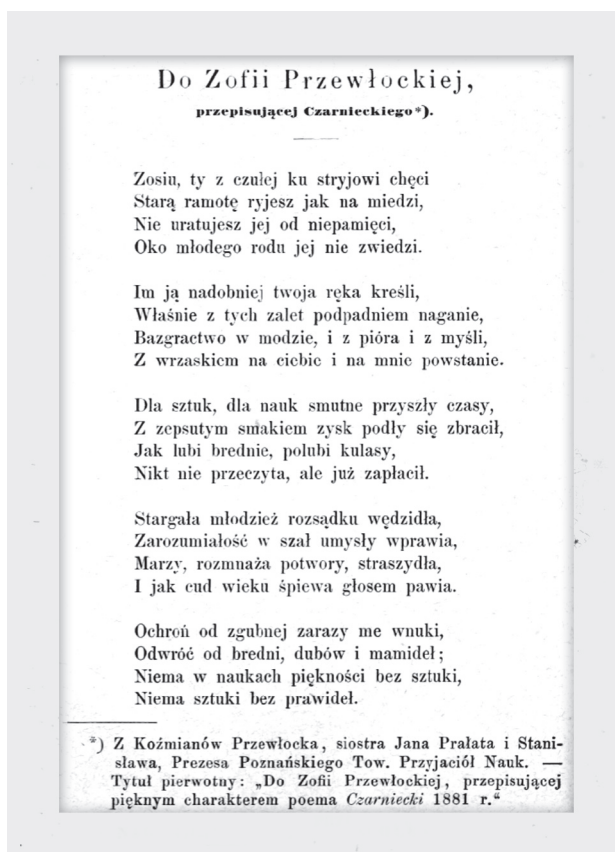 Do Zofii Przewłockiej,
przepisującej Czarnieckiego*).
Zosiu, ty z czułej ku stryjowi chęci
Starą ramotę ryjesz jak na miedzi,
Nie uratujesz jej od niepamięci,
Oko młodego rodu jej nie zwiedzi.
Im ją nadobniej twoja ręka kreśli,
Właśnie z tych zalet podpadniem naganie,
Bazgractwo w modzie, i z pióra i z myśli,
Z wrzaskiem na ciebie i na mnie powstanie.
Dla sztuk, dla nauk smutne przyszły czasy,
Z zepsutym smakiem zysk podły się zbracił,
Jak lubi brednie, polubi kulasy,
Nikt nie przeczyta, ale już zapłacił.
Stargała młodzież rozsądku wędzidła,
Zarozumiałość w szał umysły wprawia,
Marzy, rozmnaża potwory, straszydła,
I jak cud wieku śpiewa głosem pawia.
Ochroń od zgubnej zarazy me wnuki,
Odwróć od bredni, dubów i mamideł;
Niema w naukach piękności bez sztuki,
Niema sztuki bez prawideł.
*) Z Koźmianów Przewłocka, siostra Jana Prałata i Stani-
sława, Prezesa Poznańskiego Tow. Przyjaciół Nauk. —
Tytuł pierwotny: „Do Zofii Przewłockiej, przepisującej
pięknym charakterem poema Czarniecki 1881 r.“